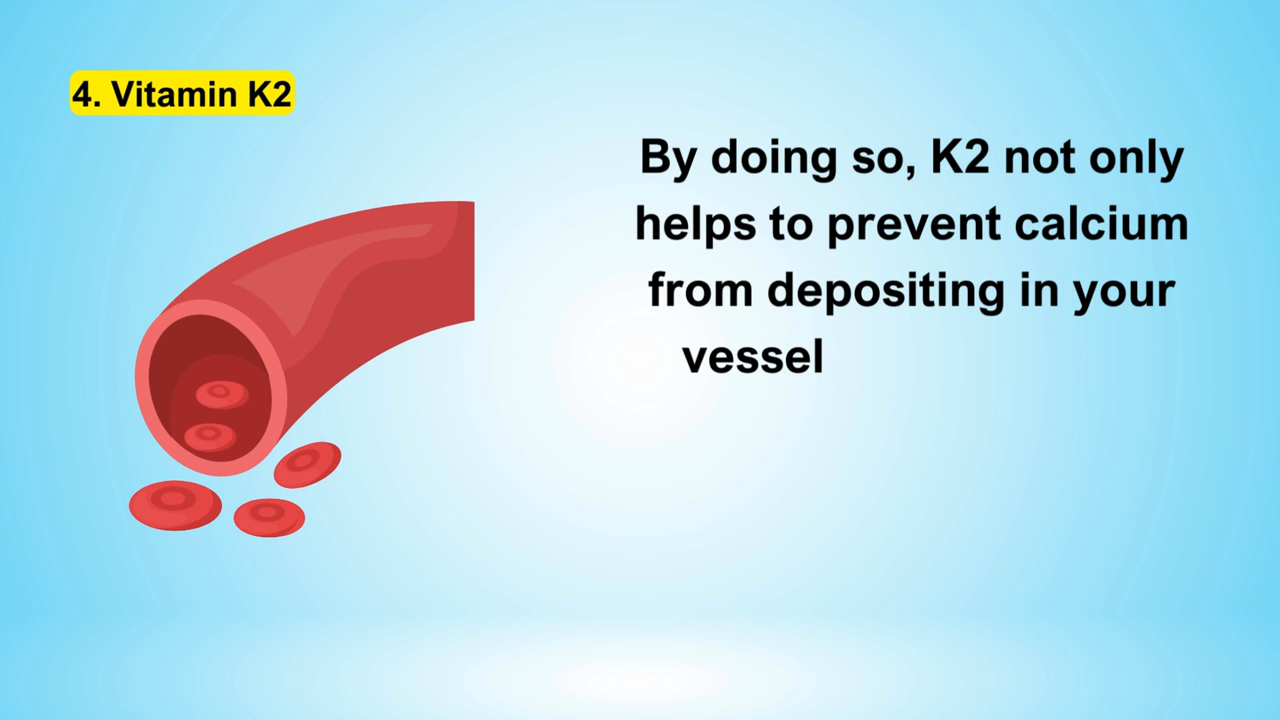 4. Vitamin K2
By doing so, K2 not only
helps to prevent calcium
from depositing in your
vessel